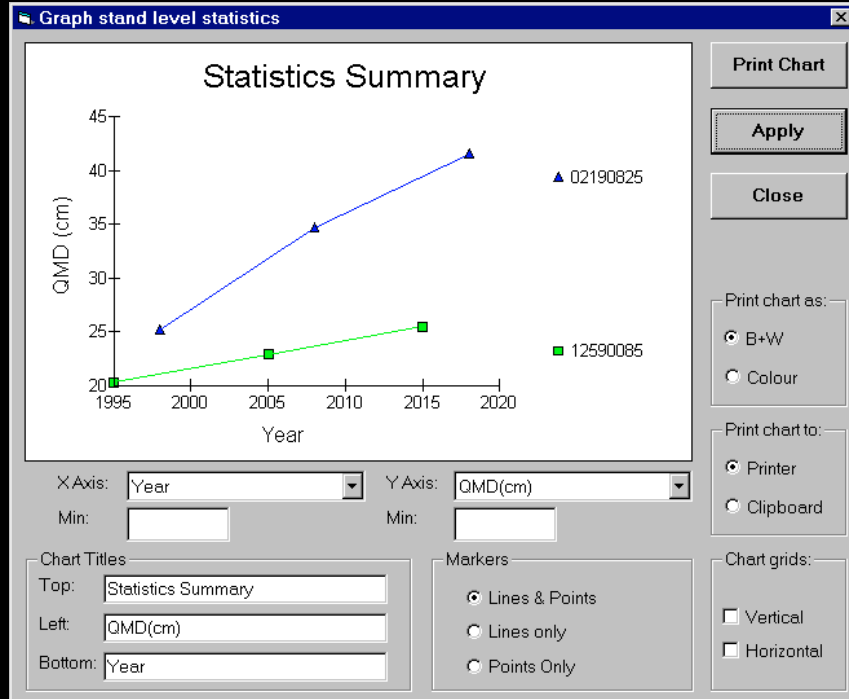 Graph stand level statistics
Statistics Summary
45
40
35
30
25
20
QMD (cm)
1995 2000 2005 2010 2015 2020
Year
02190825
12590085
Print Chart
Apply
Close
Print chart as:
B+W
Colour
Print chart to:
Printer
Clipboard
X Axis: Year
Y Axis: QMD(cm)
Min:
Min:
Chart Titles
Top: Statistics Summary
Left: QMD(cm)
Bottom: Year
Markers
Lines & Points
Lines only
Points Only
Chart grids:
Vertical
Horizontal